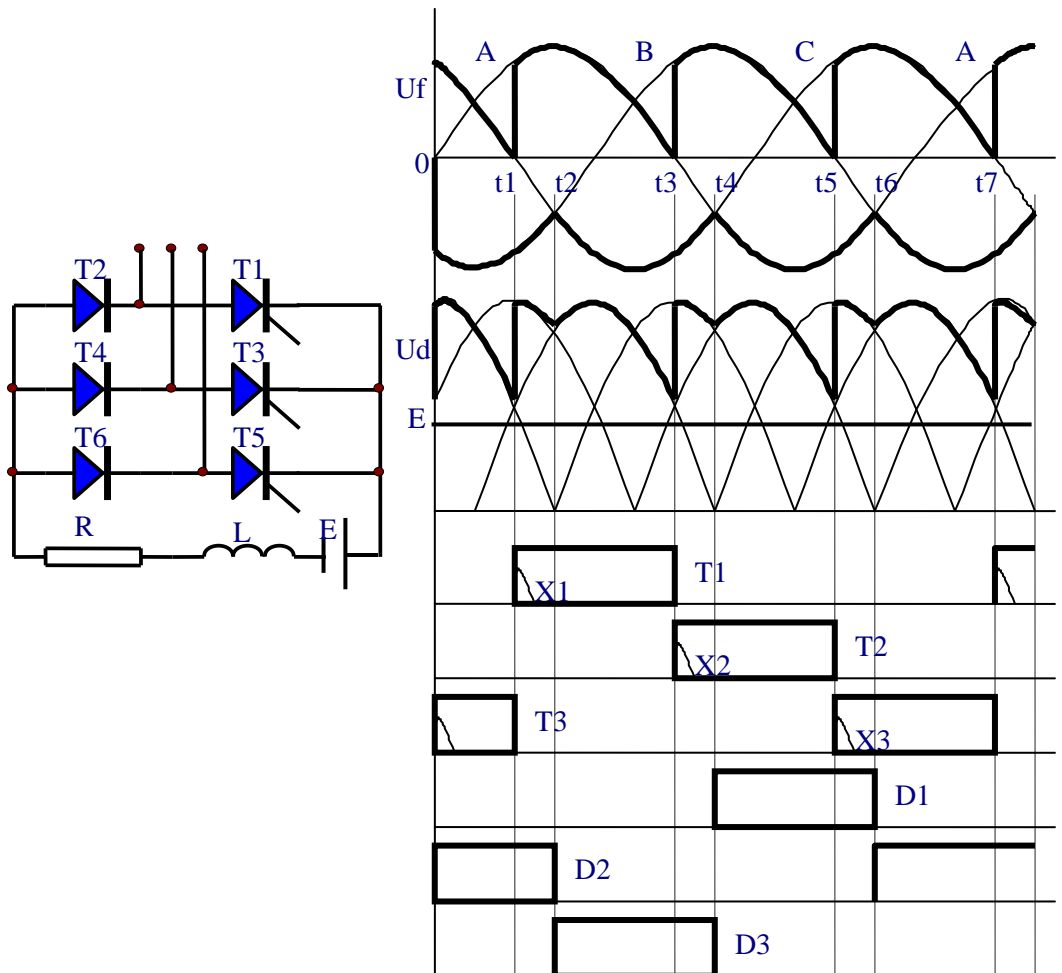 A B C A
Uf
0
t1 t2 t3 t4 t5 t6 t7
T2 T1
T4 T3
T6 T5
R L E
Ud
E
X1 T1
X2 T2
T3 X3
D1
D2
D3